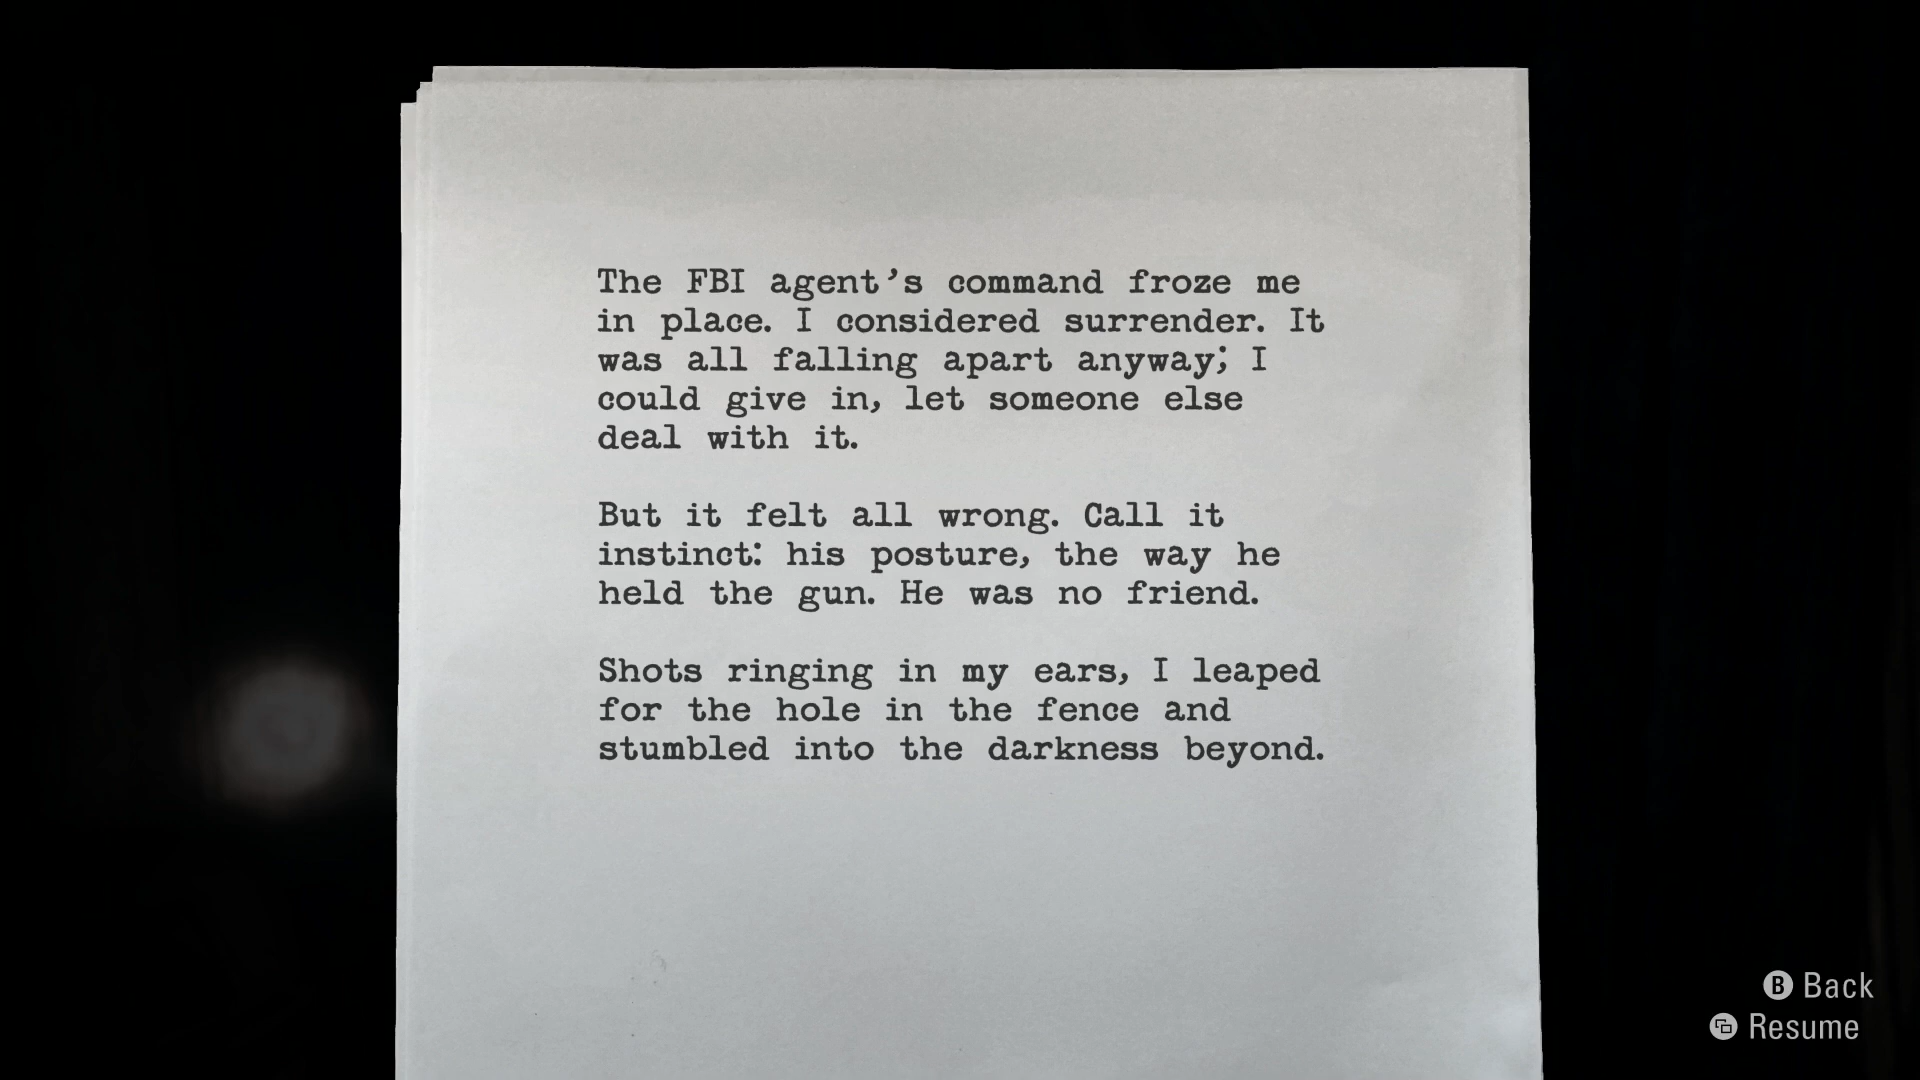 The FBI agent's command froze me
in place. I considered surrender. It
was all falling apart anyway; I
could give in, let someone else
deal with it.
But it felt all wrong. Call it
instinct: his posture, the way he
held the gun. He was no friend.
Shots ringing in my ears, I leaped
for the hole in the fence and
stumbled into the darkness beyond.
B Back
Resume